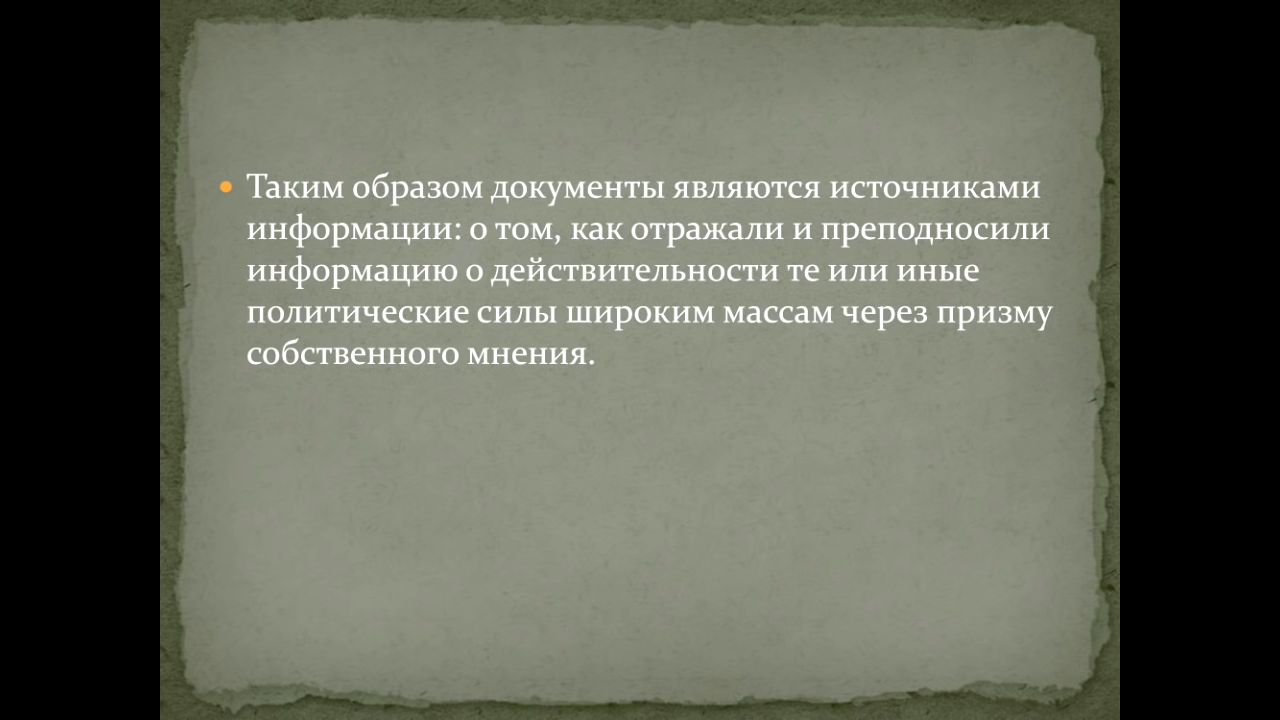 • Таким образом документы являются источниками
информации: о том, как отражали и преподносили
информацию о действительности те или иные
политические силы широким массам через призму
собственного мнения.